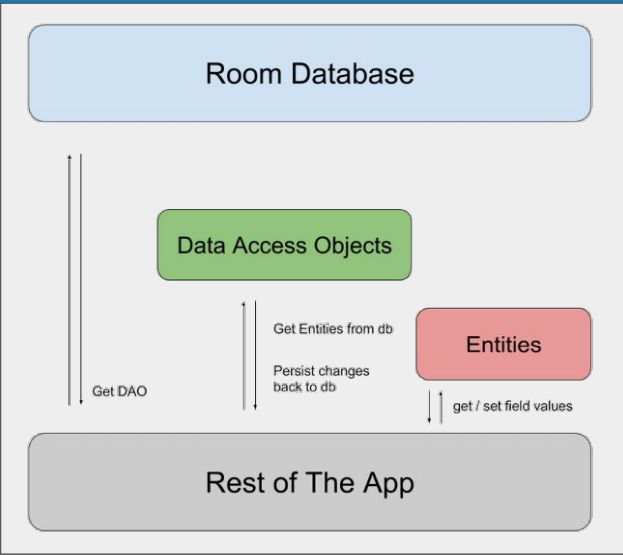 Room Database
Data Access Objects
Get Entities from db
Entities
Persist changes
back to db
Get DAO
get / set field values
Rest of The App